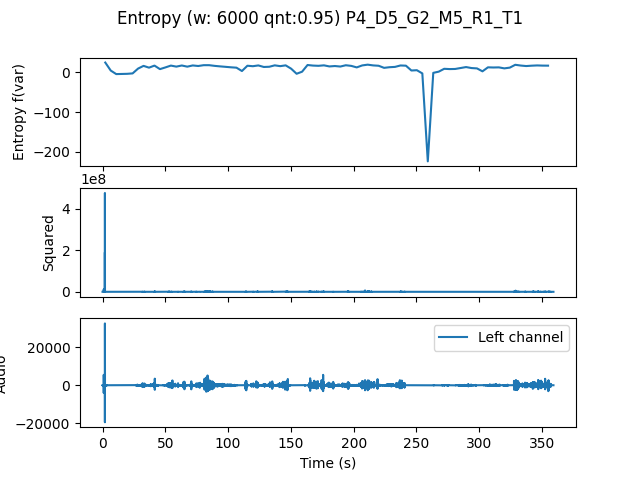 Entropy (w: 6000 qnt:0.95) P4_D5_G2_M5_R1_T1
Entropy f(var)
0
−100
−200
1e8
Squared
4
2
0
Audio
20000
0
−20000
Left channel
0 50 100 150 200 250 300 350
Time (s)